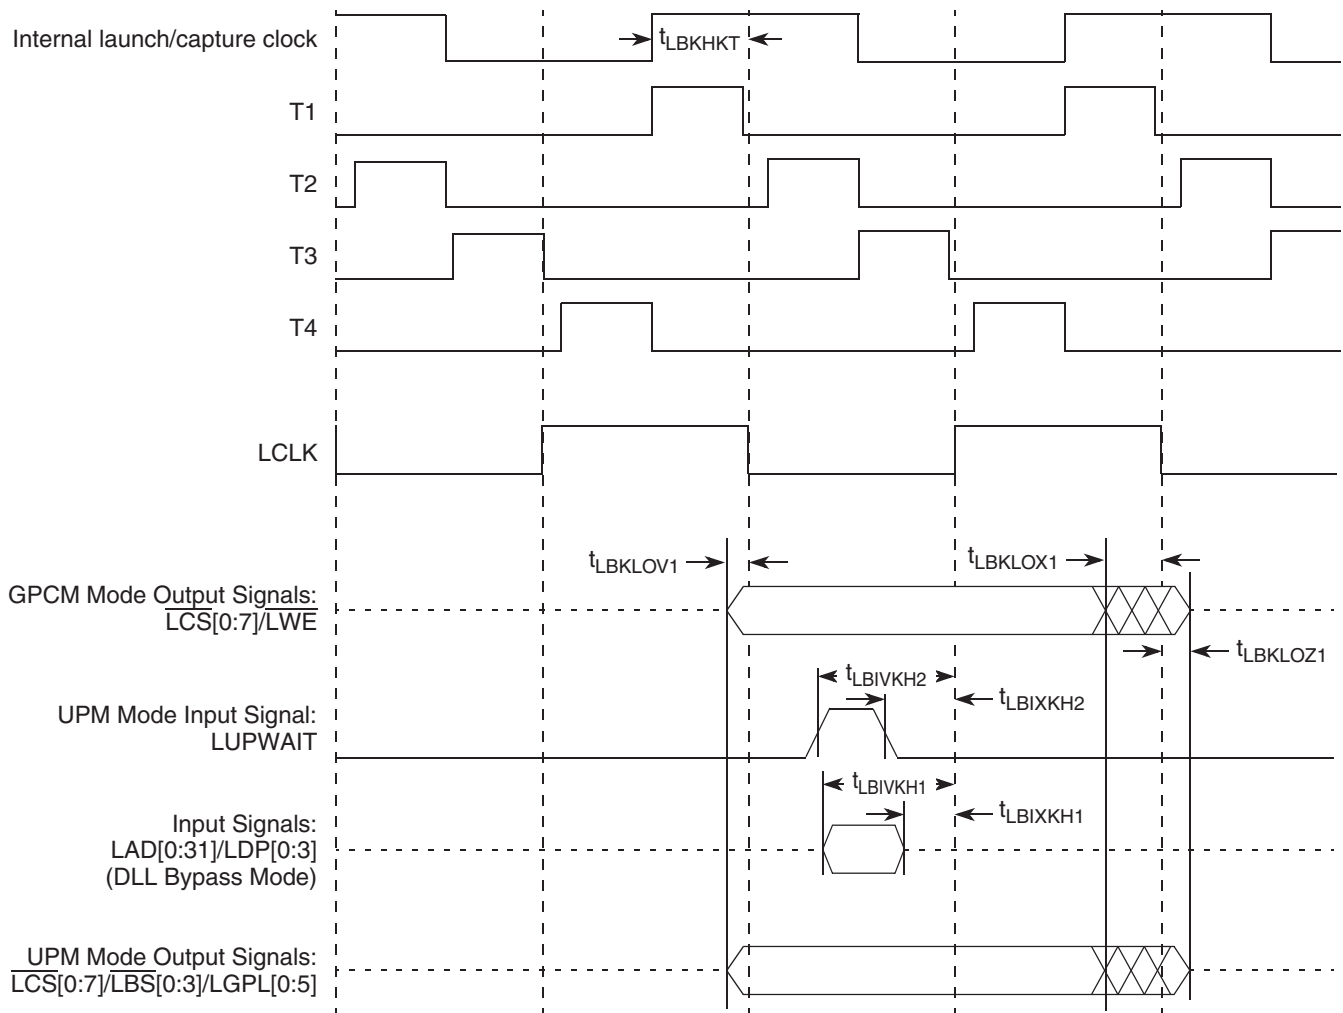 Internal launch/capture clock
tLBKHKT
T1
T2
T3
T4
LCLK
tLBKLOV1
tLBKLOX1
GPCM Mode Output Signals:
LCS[0:7]/LWE
tLBKLOZ1
tLBIVKH2
tLBIXKH2
UPM Mode Input Signal:
LUPWAIT
tLBIVKH1
tLBIXKH1
Input Signals:
LAD[0:31]/LDP[0:3]
(DLL Bypass Mode)
UPM Mode Output Signals:
LCS[0:7]/LBS[0:3]/LGPL[0:5]